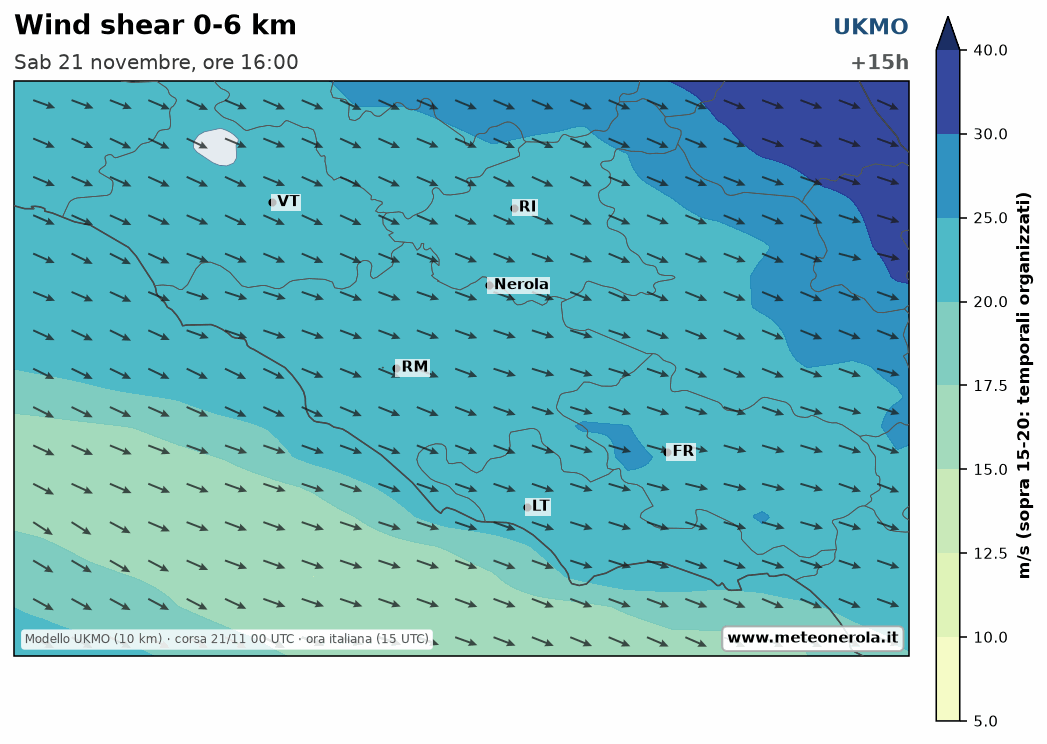 Wind shear 0-6 km
UKMO
Sab 21 novembre, ore 16:00
+15h
VT
RI
Nerola
RM
FR
LT
Modello UKMO (10 km) · corsa 21/11 00 UTC · ora italiana (15 UTC)
www.meteonerola.it
40.0
30.0
25.0
20.0
17.5
15.0
12.5
10.0
5.0
m/s (sopra 15-20: temporali organizzati)